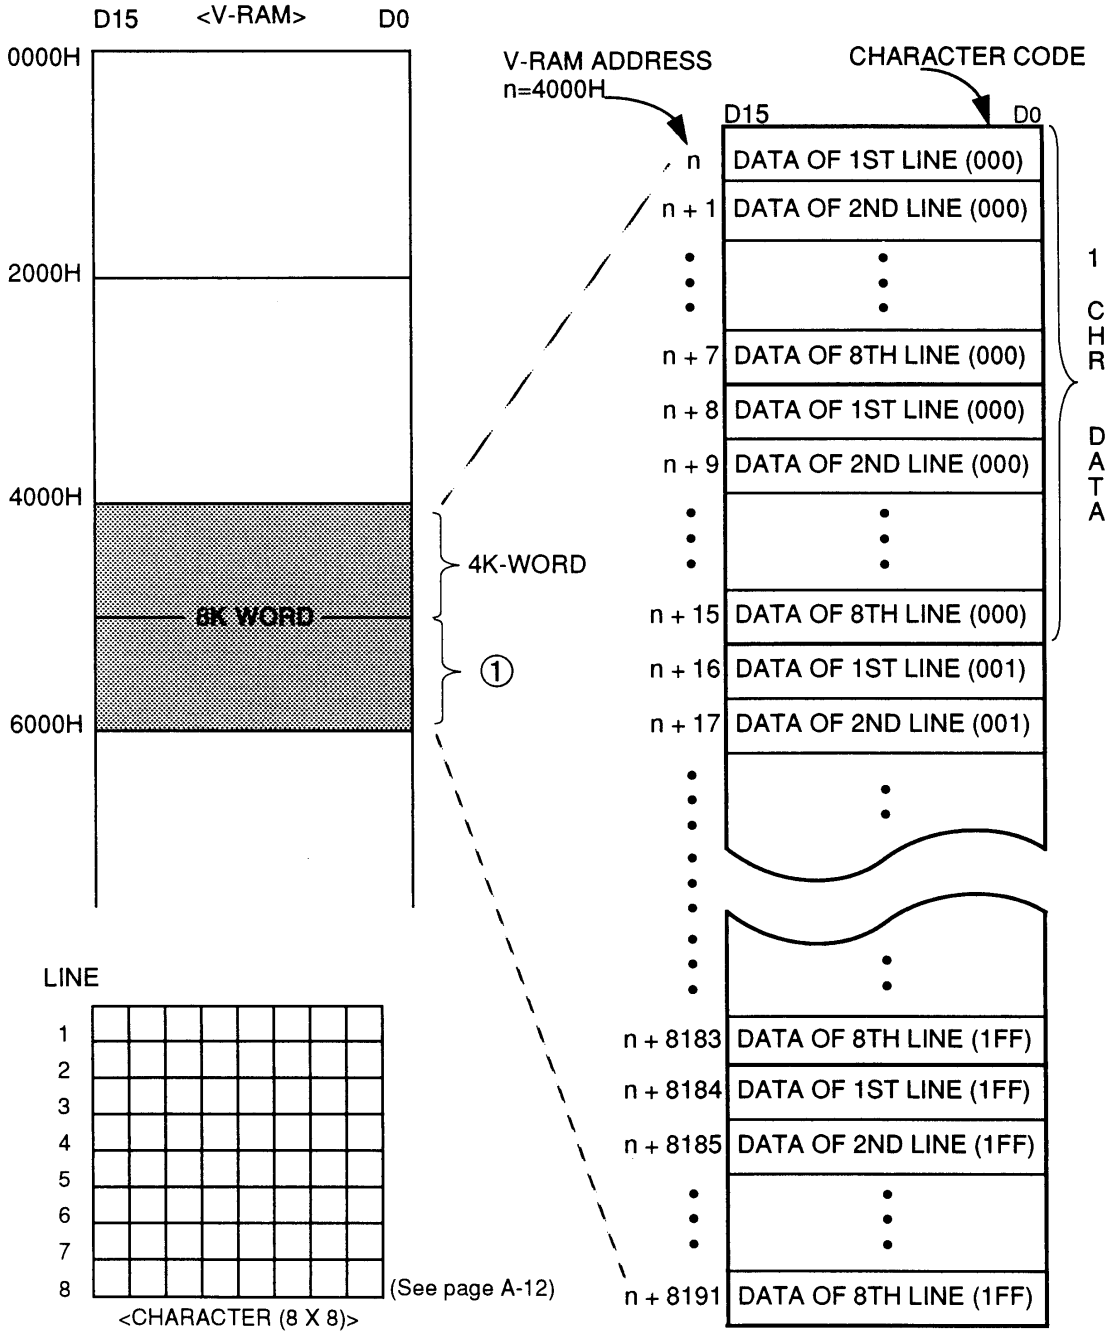 D15 <V-RAM> D0
0000H
2000H
4000H
8K WORD
6000H
4K-WORD
①
V-RAM ADDRESS
n=4000H
CHARACTER CODE
D15 D0
n DATA OF 1ST LINE (000)
n + 1 DATA OF 2ND LINE (000)
n + 7 DATA OF 8TH LINE (000)
n + 8 DATA OF 1ST LINE (000)
n + 9 DATA OF 2ND LINE (000)
n + 15 DATA OF 8TH LINE (000)
n + 16 DATA OF 1ST LINE (001)
n + 17 DATA OF 2ND LINE (001)
n + 8183 DATA OF 8TH LINE (1FF)
n + 8184 DATA OF 1ST LINE (1FF)
n + 8185 DATA OF 2ND LINE (1FF)
n + 8191 DATA OF 8TH LINE (1FF)
1 CHR DATA
LINE
1
2
3
4
5
6
7
8
(See page A-12)
<CHARACTER (8 X 8)>